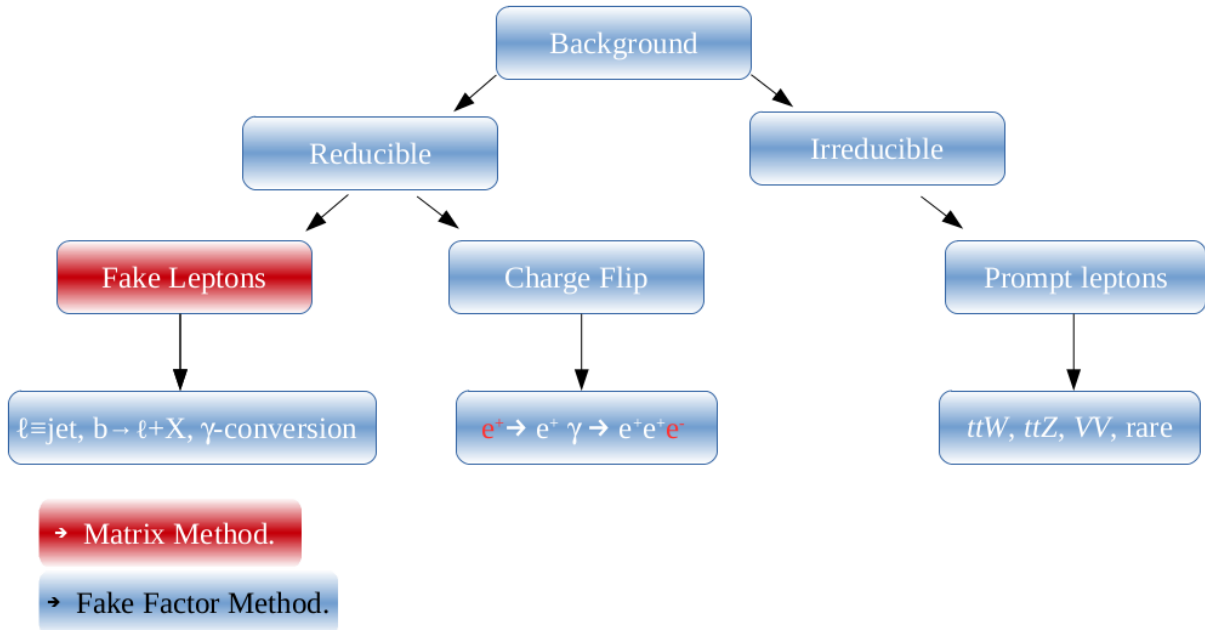 Background
Reducible
Irreducible
Fake Leptons
Charge Flip
Prompt leptons
ℓ≡jet, b→ℓ+X, γ-conversion
e⁺→ e⁺ γ → e⁺e⁺e⁻
ttW, ttZ, VV, rare
➔ Matrix Method.
➔ Fake Factor Method.